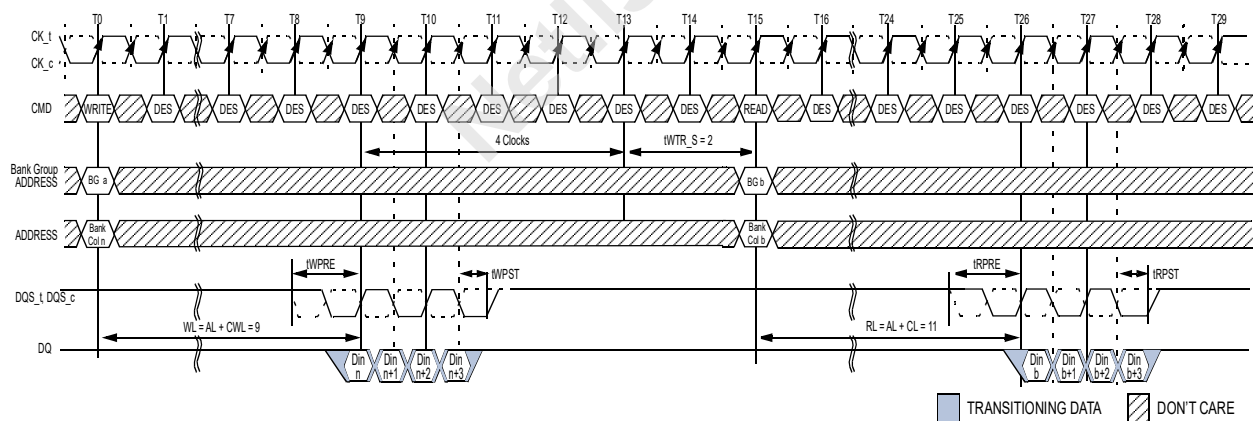 T0 T1 T7 T8 T9 T10 T11 T12 T13 T14 T15 T16 T24 T25 T26 T27 T28 T29
CK_t
CK_c
CMD WRITE DES DES DES DES DES DES DES DES DES READ DES DES DES DES DES DES DES
4 Clocks tWTR_S = 2
Bank Group
ADDRESS BG a BG b
ADDRESS Bank
Col n Bank
Col b
tWPRE tWPST tRPRE tRPST
DQS_t, DQS_c
WL = AL + CWL = 9 RL = AL + CL = 11
DQ
Din
n Din
n+1 Din
n+2 Din
n+3 Din
b Din
b+1 Din
b+2 Din
b+3
TRANSITIONING DATA DON'T CARE
Netlis